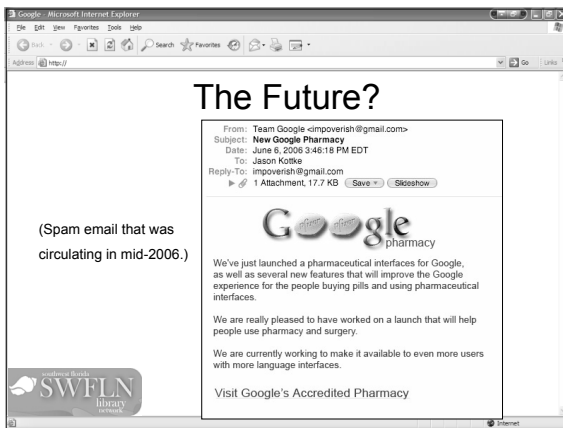 Google - Microsoft Internet Explorer
File Edit View Favorites Tools Help
Back Search Favorites
Address http:// Go Links
The Future?
From: Team Google <impoverish@gmail.com>
Subject: New Google Pharmacy
Date: June 6, 2006 3:46:18 PM EDT
To: Jason Kottke
Reply-To: impoverish@gmail.com
1 Attachment, 17.7 KB Save Slideshow
(Spam email that was
circulating in mid-2006.)
Google
pharmacy
We've just launched a pharmaceutical interfaces for Google,
as well as several new features that will improve the Google
experience for the people buying pills and using pharmaceutical
interfaces.
We are really pleased to have worked on a launch that will help
people use pharmacy and surgery.
We are currently working to make it available to even more users
with more language interfaces.
Visit Google's Accredited Pharmacy
southwest florida
SWFLN
library
network
Internet